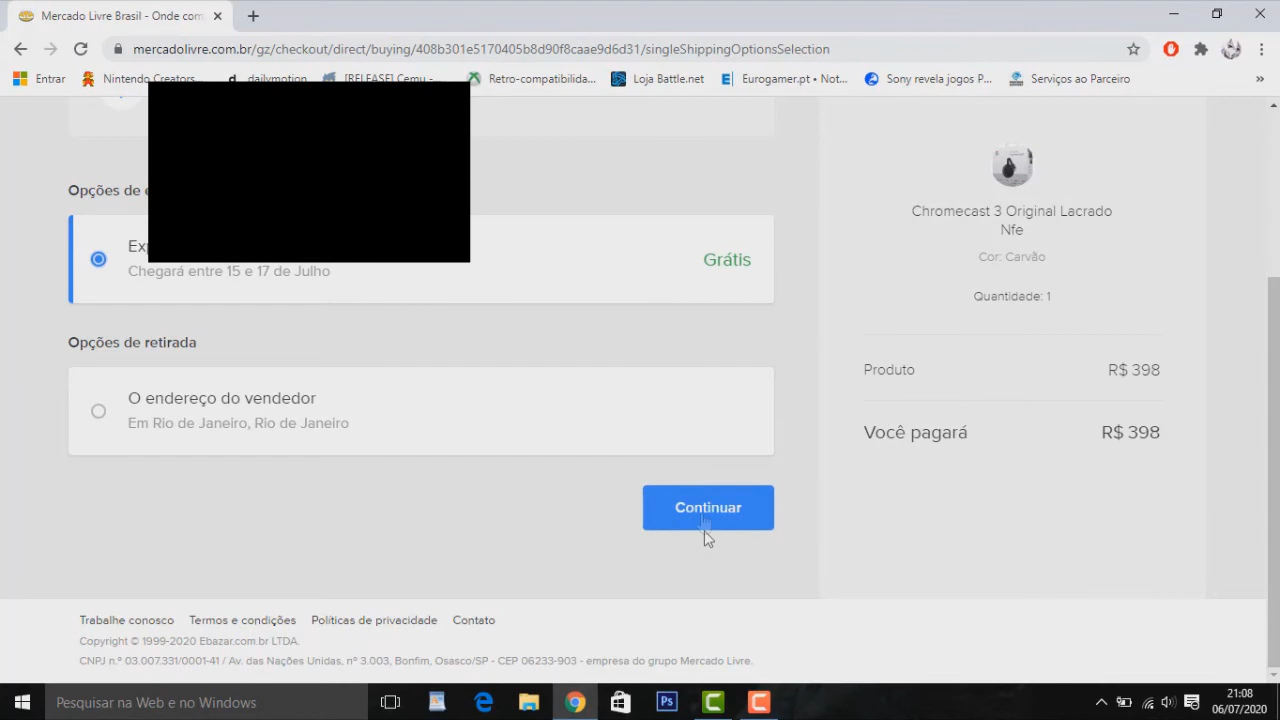 Mercado Livre Brasil - Onde com
mercadolivre.com.br/gz/checkout/direct/buying/408b301e5170405b8d90f8caae9d6d31/singleShippingOptionsSelection
Entrar
Nintendo Creators...
dailymotion
[RELEASE] Cemu -...
Retro-compatibilida...
Loja Battle.net
Eurogamer.pt • Not...
Sony revela jogos P...
Serviços ao Parceiro
»
Opções de
Chegará entre 15 e 17 de Julho
Grátis
Opções de retirada
O endereço do vendedor
Em Rio de Janeiro, Rio de Janeiro
Continuar
Chromecast 3 Original Lacrado
Nfe
Cor: Carvão
Quantidade: 1
Produto R$ 398
Você pagará R$ 398
Trabalhe conosco Termos e condições Políticas de privacidade Contato
Copyright © 1999-2020 Ebazar.com.br LTDA.
CNPJ n.º 03.007.331/0001-41 / Av. das Nações Unidas, nº 3.003, Bonfim, Osasco/SP - CEP 06233-903 - empresa do grupo Mercado Livre.
Pesquisar na Web e no Windows
21:08
06/07/2020